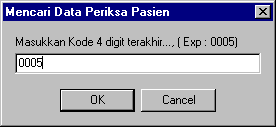 Mencari Data Periksa Pasien
Masukkan Kode 4 digit terakhir..., ( Exp : 0005)
0005
OK
Cancel